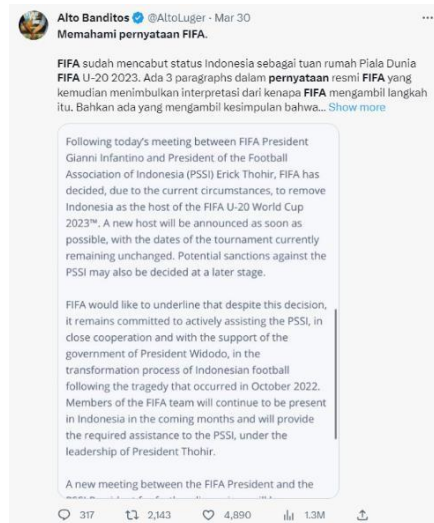 Alto Banditos @AltoLuger · Mar 30 ...
Memahami pernyataan FIFA.
FIFA sudah mencabut status Indonesia sebagai tuan rumah Piala Dunia
FIFA U-20 2023. Ada 3 paragraphs dalam pernyataan resmi FIFA yang
kemudian menimbulkan interpretasi dari kenapa FIFA mengambil langkah
itu. Bahkan ada yang mengambil kesimpulan bahwa... Show more
Following today's meeting between FIFA President
Gianni Infantino and President of the Football
Association of Indonesia (PSSI) Erick Thohir, FIFA has
decided, due to the current circumstances, to remove
Indonesia as the host of the FIFA U-20 World Cup
2023™. A new host will be announced as soon as
possible, with the dates of the tournament currently
remaining unchanged. Potential sanctions against the
PSSI may also be decided at a later stage.
FIFA would like to underline that despite this decision,
it remains committed to actively assisting the PSSI, in
close cooperation and with the support of the
government of President Widodo, in the
transformation process of Indonesian football
following the tragedy that occurred in October 2022.
Members of the FIFA team will continue to be present
in Indonesia in the coming months and will provide
the required assistance to the PSSI, under the
leadership of President Thohir.
A new meeting between the FIFA President and the
317 2,143 4,890 1.3M